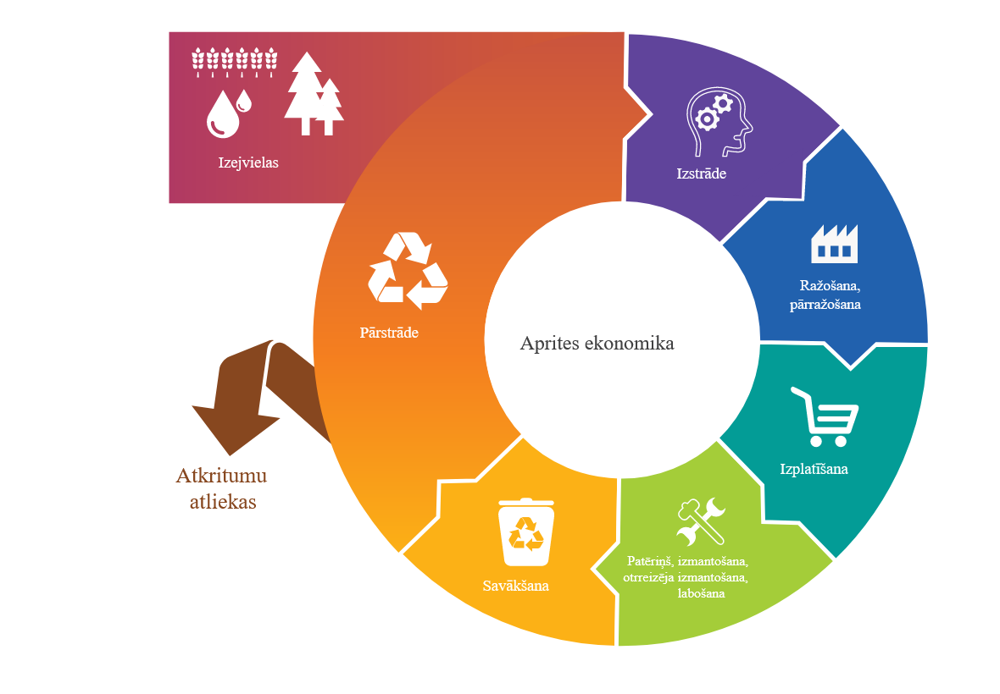 Izejvielas
Izstrāde
Ražošana,
pārražošana
Izplatīšana
Patēriņš, izmantošana,
otrreizēja izmantošana,
labošana
Savākšana
Pārstrāde
Aprites ekonomika
Atkritumu
atliekas